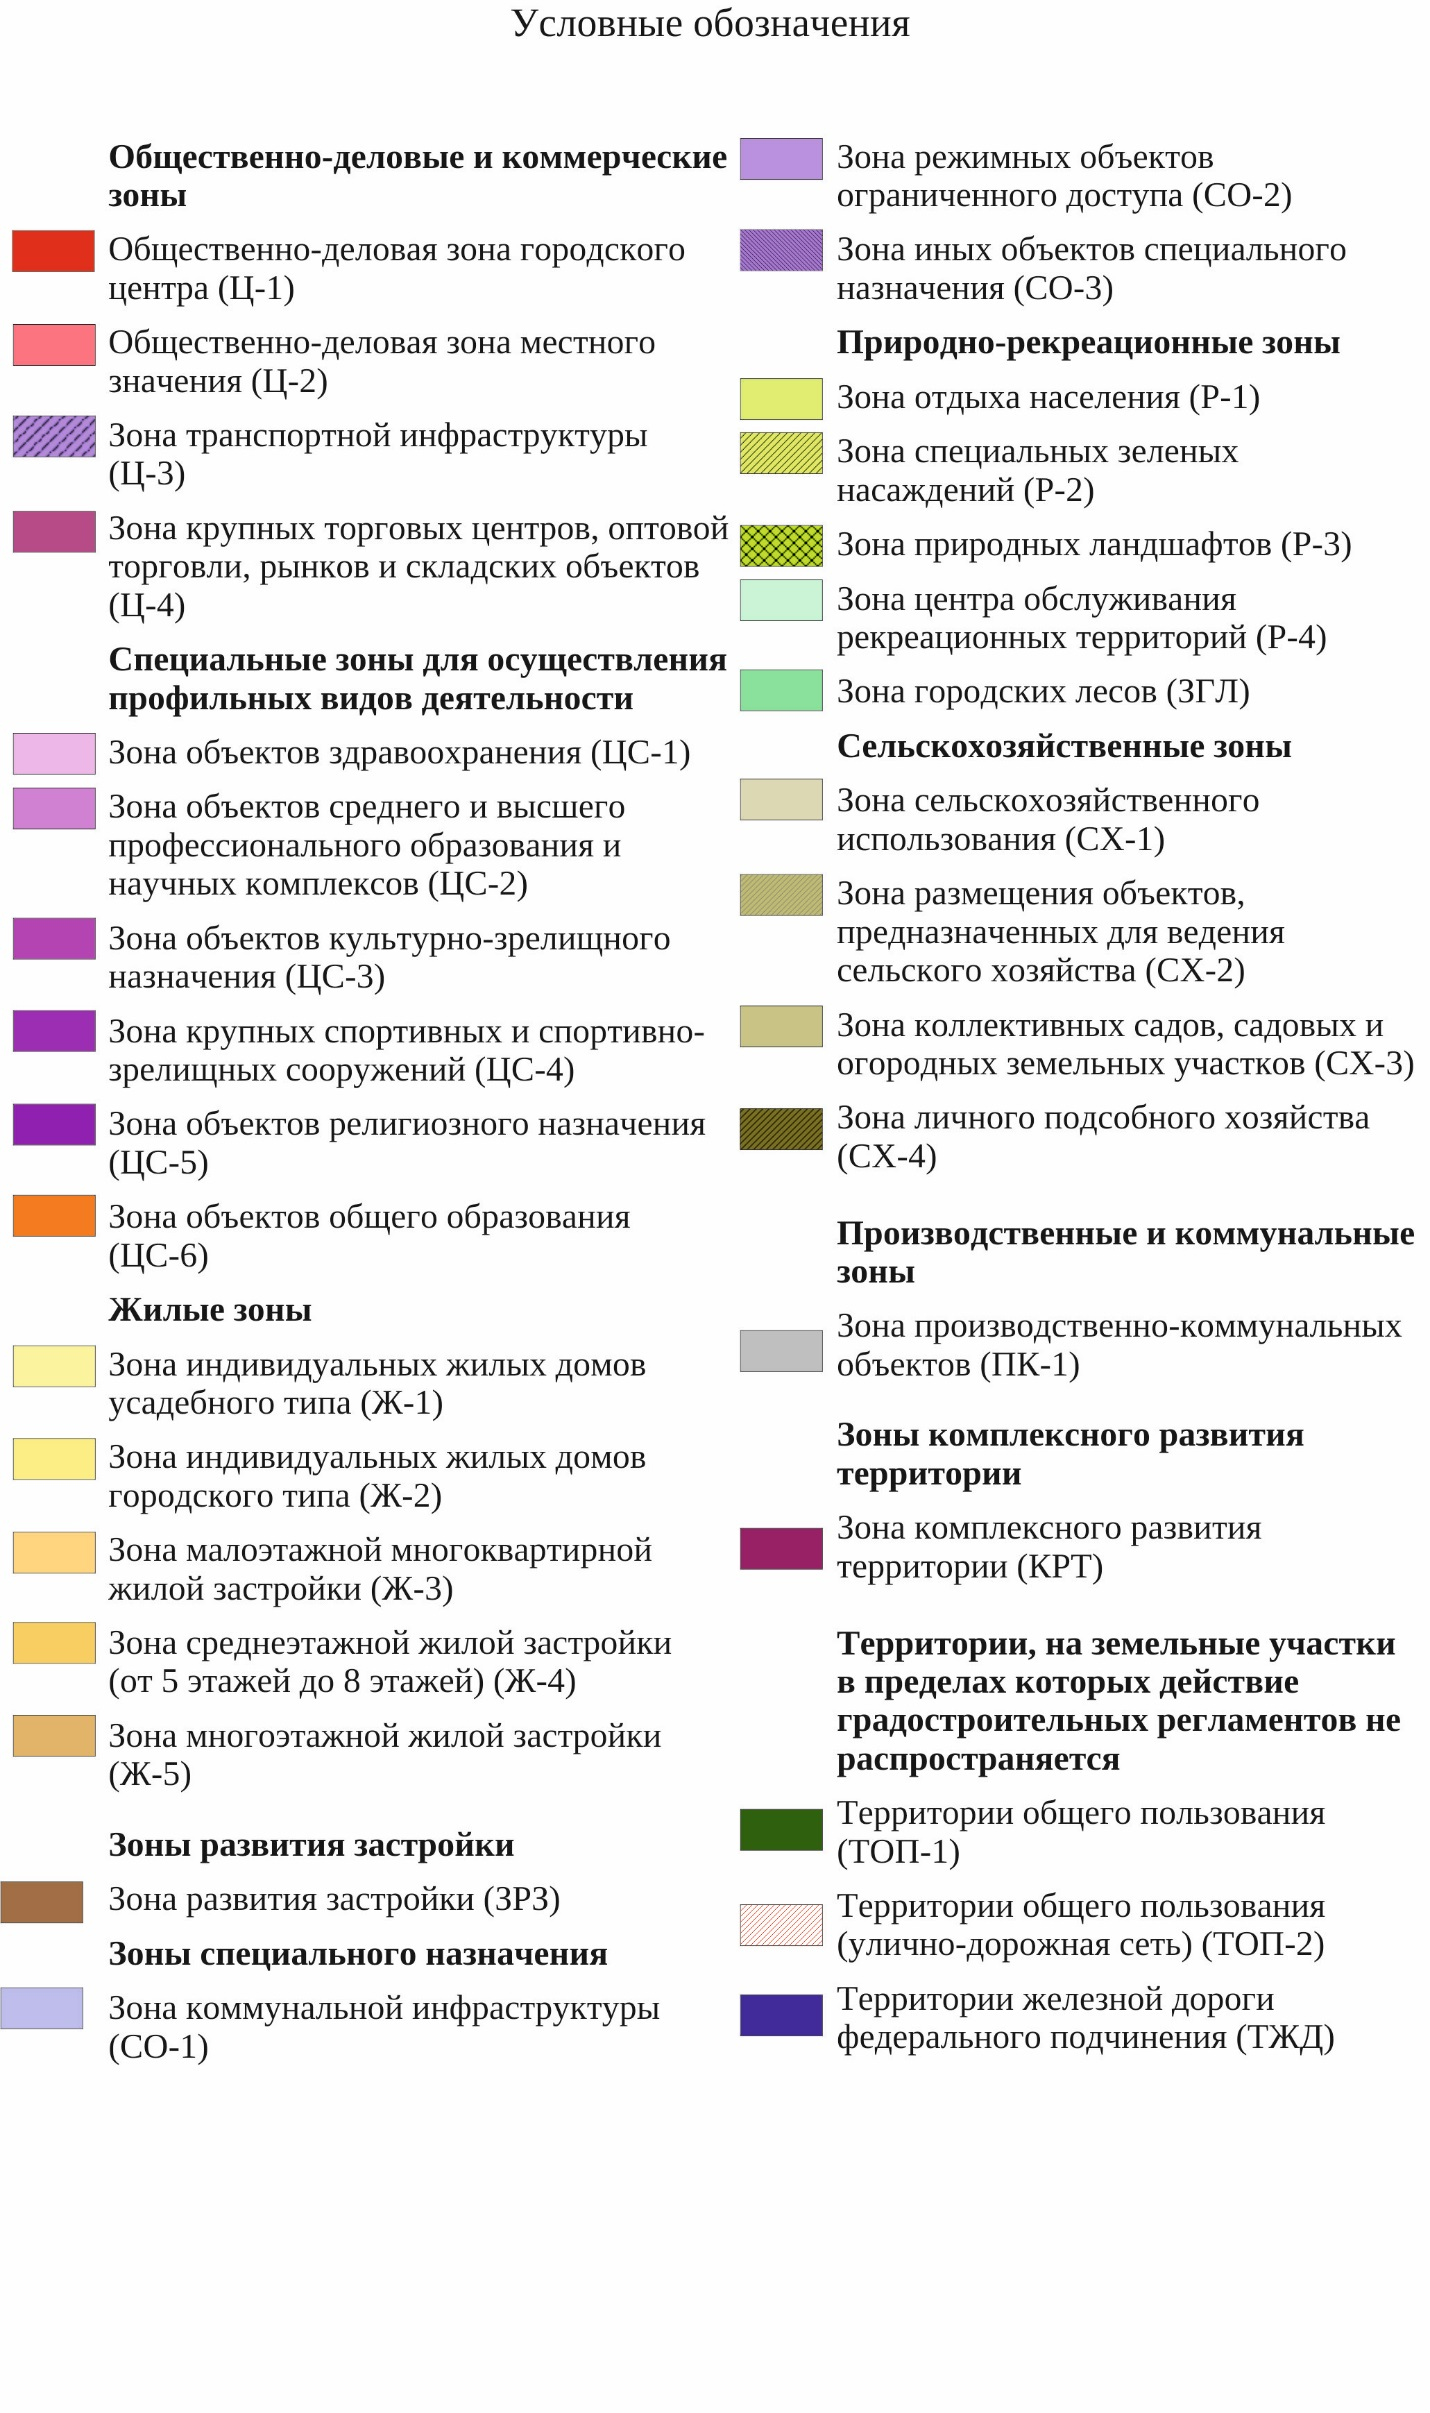 Условные обозначения
Общественно-деловые и коммерческие
зоны
Общественно-деловая зона городского
центра (Ц-1)
Общественно-деловая зона местного
значения (Ц-2)
Зона транспортной инфраструктуры
(Ц-3)
Зона крупных торговых центров, оптовой
торговли, рынков и складских объектов
(Ц-4)
Специальные зоны для осуществления
профильных видов деятельности
Зона объектов здравоохранения (ЦС-1)
Зона объектов среднего и высшего
профессионального образования и
научных комплексов (ЦС-2)
Зона объектов культурно-зрелищного
назначения (ЦС-3)
Зона крупных спортивных и спортивно-
зрелищных сооружений (ЦС-4)
Зона объектов религиозного назначения
(ЦС-5)
Зона объектов общего образования
(ЦС-6)
Жилые зоны
Зона индивидуальных жилых домов
усадебного типа (Ж-1)
Зона индивидуальных жилых домов
городского типа (Ж-2)
Зона малоэтажной многоквартирной
жилой застройки (Ж-3)
Зона среднеэтажной жилой застройки
(от 5 этажей до 8 этажей) (Ж-4)
Зона многоэтажной жилой застройки
(Ж-5)
Зоны развития застройки
Зона развития застройки (ЗРЗ)
Зоны специального назначения
Зона коммунальной инфраструктуры
(СО-1)
Зона режимных объектов
ограниченного доступа (СО-2)
Зона иных объектов специального
назначения (СО-3)
Природно-рекреационные зоны
Зона отдыха населения (Р-1)
Зона специальных зеленых
насаждений (Р-2)
Зона природных ландшафтов (Р-3)
Зона центра обслуживания
рекреационных территорий (Р-4)
Зона городских лесов (ЗГЛ)
Сельскохозяйственные зоны
Зона сельскохозяйственного
использования (СХ-1)
Зона размещения объектов,
предназначенных для ведения
сельского хозяйства (СХ-2)
Зона коллективных садов, садовых и
огородных земельных участков (СХ-3)
Зона личного подсобного хозяйства
(СХ-4)
Производственные и коммунальные
зоны
Зона производственно-коммунальных
объектов (ПК-1)
Зоны комплексного развития
территории
Зона комплексного развития
территории (КРТ)
Территории, на земельные участки
в пределах которых действие
градостроительных регламентов не
распространяется
Территории общего пользования
(ТОП-1)
Территории общего пользования
(улично-дорожная сеть) (ТОП-2)
Территории железной дороги
федерального подчинения (ТЖД)